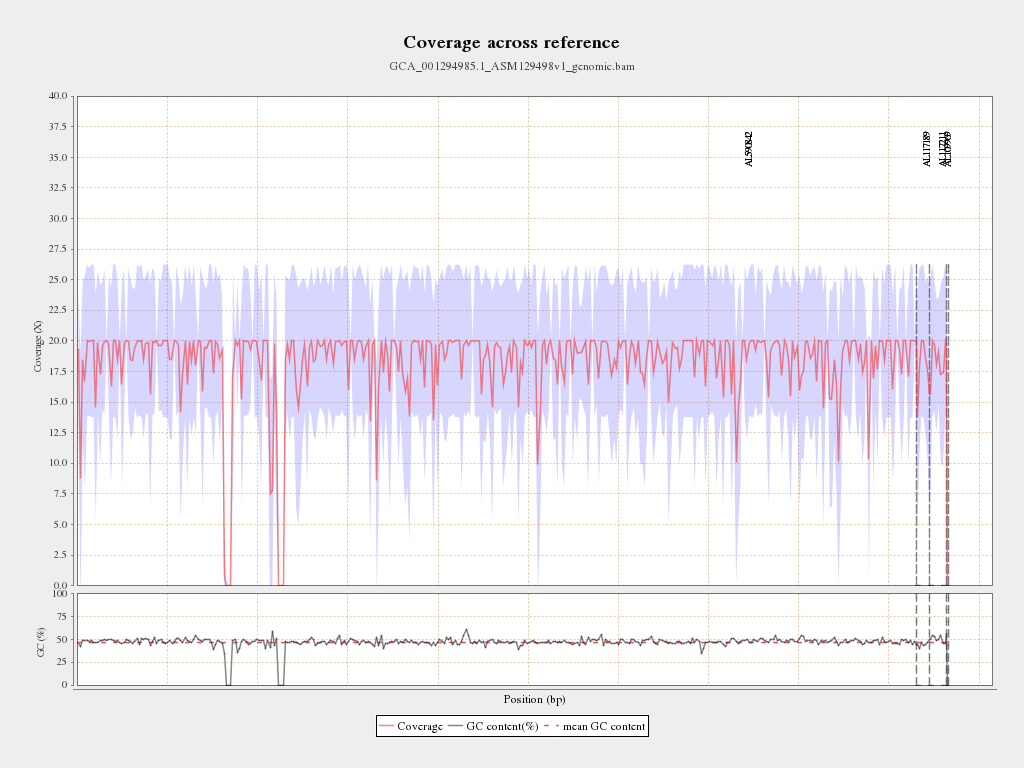 Coverage across reference
GCA_001294985.1_ASM129498v1_genomic.bam
40.0
37.5
35.0
32.5
30.0
27.5
25.0
22.5
20.0
17.5
15.0
12.5
10.0
7.5
5.0
2.5
0.0
Coverage (X)
AL590842
AL117189
AL117211
100
75
50
25
0
GC (%)
Position (bp)
Coverage GC content(%) mean GC content